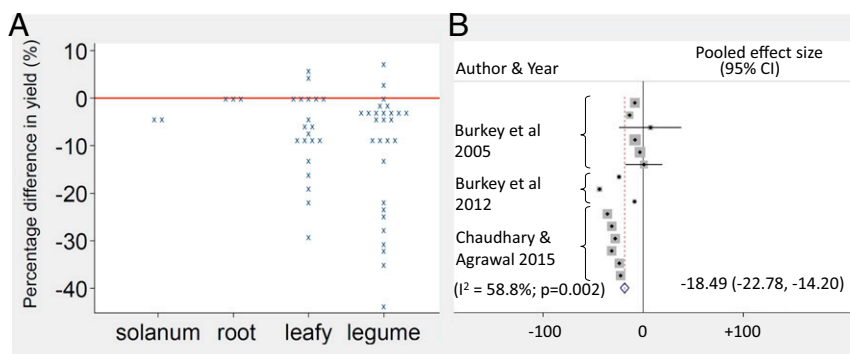 A
Percentage difference in yield (%)
10
0
-10
-20
-30
-40
solanum root leafy legume
B
Author & Year
Pooled effect size
(95% CI)
Burkey et al
2005
Burkey et al
2012
Chaudhary &
Agrawal 2015
(I² = 58.8%; p=0.002)
-18.49 (-22.78, -14.20)
-100 0 +100